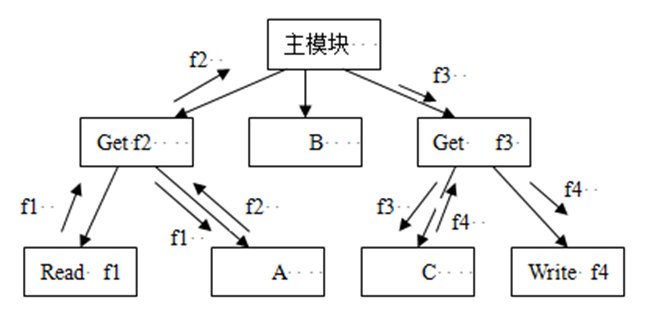 主模块
f2
f3
Get f2
B
Get f3
f1
f1
f2
f3
f4
f4
Read f1
A
C
Write f4